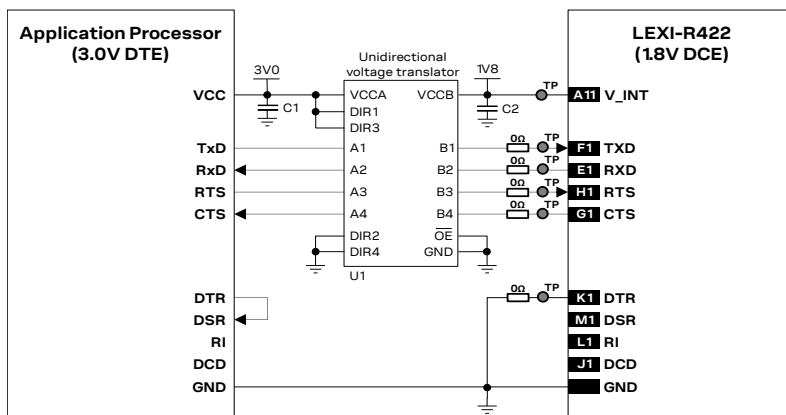 Application Processor
(3.0V DTE)
LEXI-R422
(1.8V DCE)
Unidirectional
voltage translator
3V0
1V8
TP
VCC
C1
VCCA
VCCB
C2
A11
V_INT
DIR1
DIR3
0Ω
TP
TxD
A1
B1
F1
TXD
0Ω
TP
RxD
A2
B2
E1
RXD
0Ω
TP
RTS
A3
B3
H1
RTS
0Ω
TP
CTS
A4
B4
G1
CTS
DIR2
OE
DIR4
GND
U1
0Ω
TP
DTR
K1
DTR
DSR
M1
DSR
RI
L1
RI
DCD
J1
DCD
GND
GND